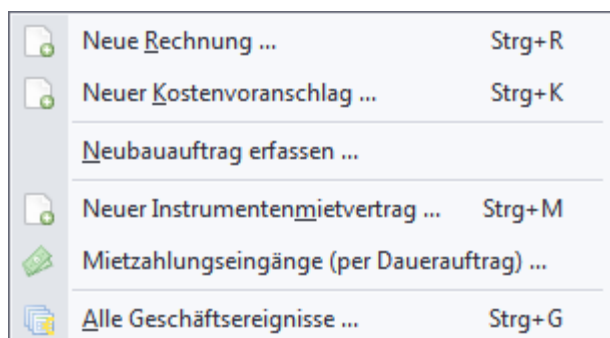 Neue Rechnung ... Strg+R
Neuer Kostenvoranschlag ... Strg+K
Neubauauftrag erfassen ...
Neuer Instrumentenmietvertrag ... Strg+M
Mietzahlungseingänge (per Dauerauftrag) ...
Alle Geschäftsereignisse ... Strg+G